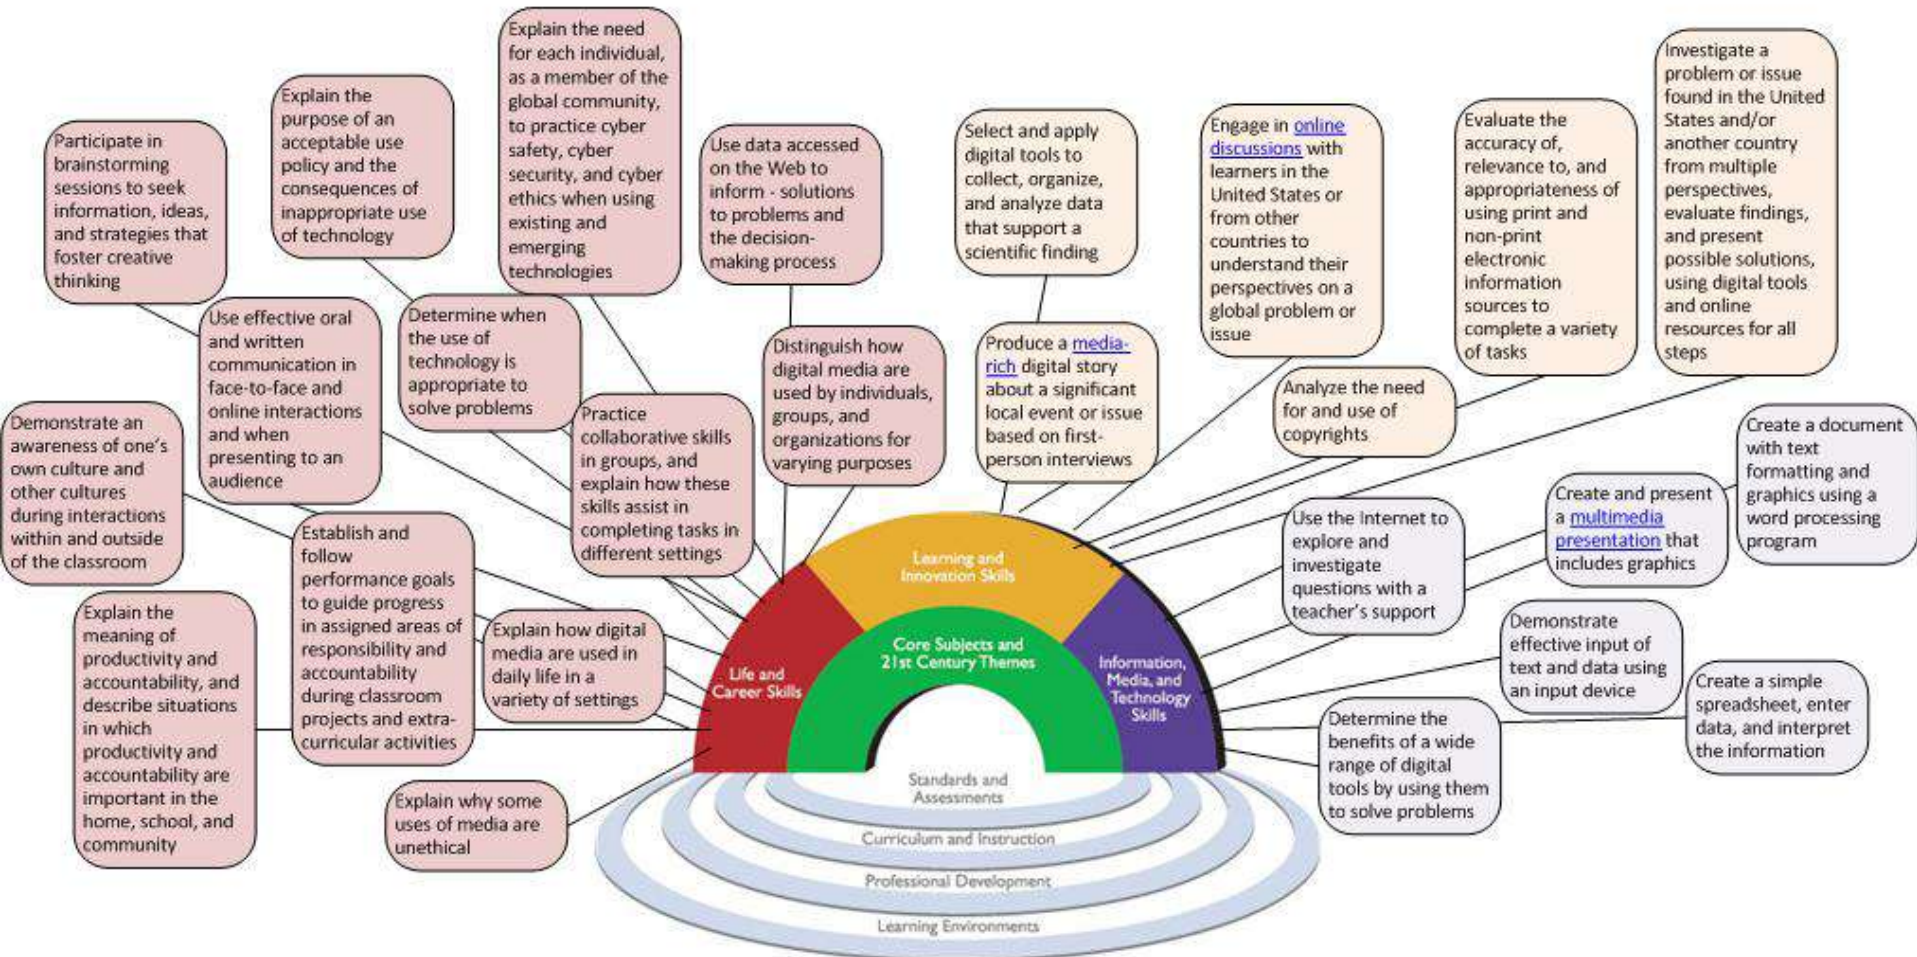 Participate in
brainstorming
sessions to seek
information, ideas,
and strategies that
foster creative
thinking
Explain the
purpose of an
acceptable use
policy and the
consequences of
inappropriate use
of technology
Explain the need
for each individual,
as a member of the
global community,
to practice cyber
safety, cyber
security, and cyber
ethics when using
existing and
emerging
technologies
Use data accessed
on the Web to
inform - solutions
to problems and
the decision-
making process
Select and apply
digital tools to
collect, organize,
and analyze data
that support a
scientific finding
Engage in online
discussions with
learners in the
United States or
from other
countries to
understand their
perspectives on a
global problem or
issue
Evaluate the
accuracy of,
relevance to, and
appropriateness of
using print and
non-print
electronic
information
sources to
complete a variety
of tasks
Investigate a
problem or issue
found in the United
States and/or
another country
from multiple
perspectives,
evaluate findings,
and present
possible solutions,
using digital tools
and online
resources for all
steps
Demonstrate an
awareness of one's
own culture and
other cultures
during interactions
within and outside
of the classroom
Use effective oral
and written
communication in
face-to-face and
online interactions
and when
presenting to an
audience
Determine when
the use of
technology is
appropriate to
solve problems
Practice
collaborative skills
in groups, and
explain how these
skills assist in
completing tasks in
different settings
Distinguish how
digital media are
used by individuals,
groups, and
organizations for
varying purposes
Produce a media-
rich digital story
about a significant
local event or issue
based on first-
person interviews
Analyze the need
for and use of
copyrights
Create a document
with text
formatting and
graphics using a
word processing
program
Explain the
meaning of
productivity and
accountability, and
describe situations
in which
productivity and
accountability are
important in the
home, school, and
community
Establish and
follow
performance goals
to guide progress
in assigned areas of
responsibility and
accountability
during classroom
projects and extra-
curricular activities
Explain how digital
media are used in
daily life in a
variety of settings
Explain why some
uses of media are
unethical
Use the Internet to
explore and
investigate
questions with a
teacher's support
Create and present
a multimedia
presentation that
includes graphics
Demonstrate
effective input of
text and data using
an input device
Create a simple
spreadsheet, enter
data, and interpret
the information
Determine the
benefits of a wide
range of digital
tools by using them
to solve problems
Learning and
Innovation Skills
Core Subjects and
21st Century Themes
Life and
Career Skills
Information,
Media, and
Technology
Skills
Standards and
Assessments
Curriculum and Instruction
Professional Development
Learning Environments